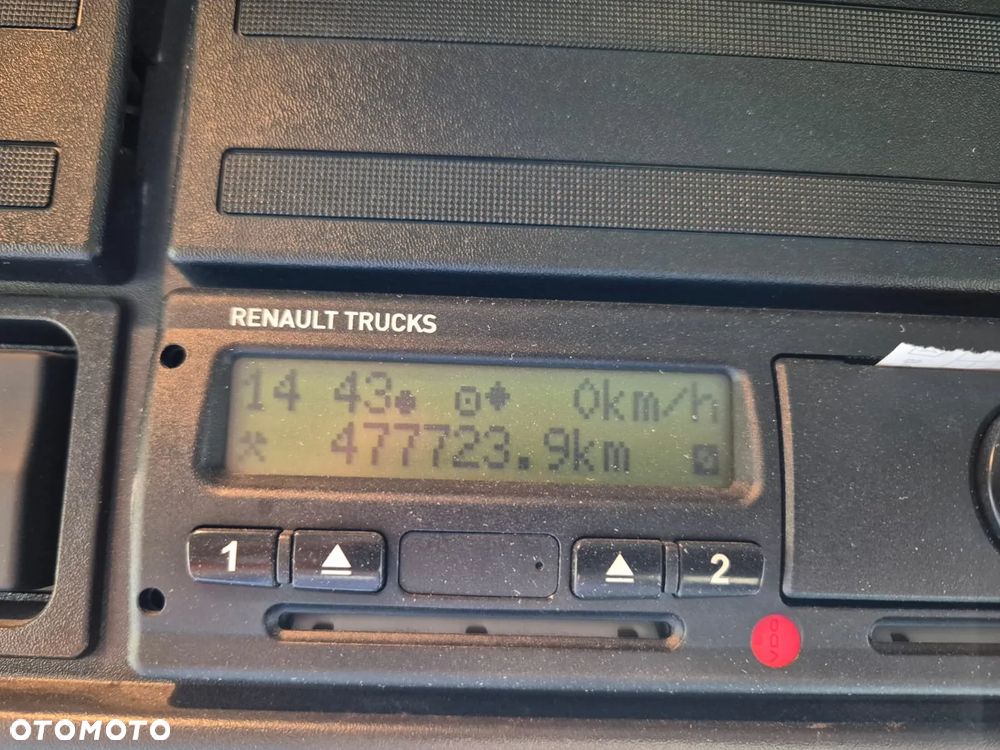 RENAULT TRUCKS
14 43 0km/h
477723.9km
1 2
OTOMOTO